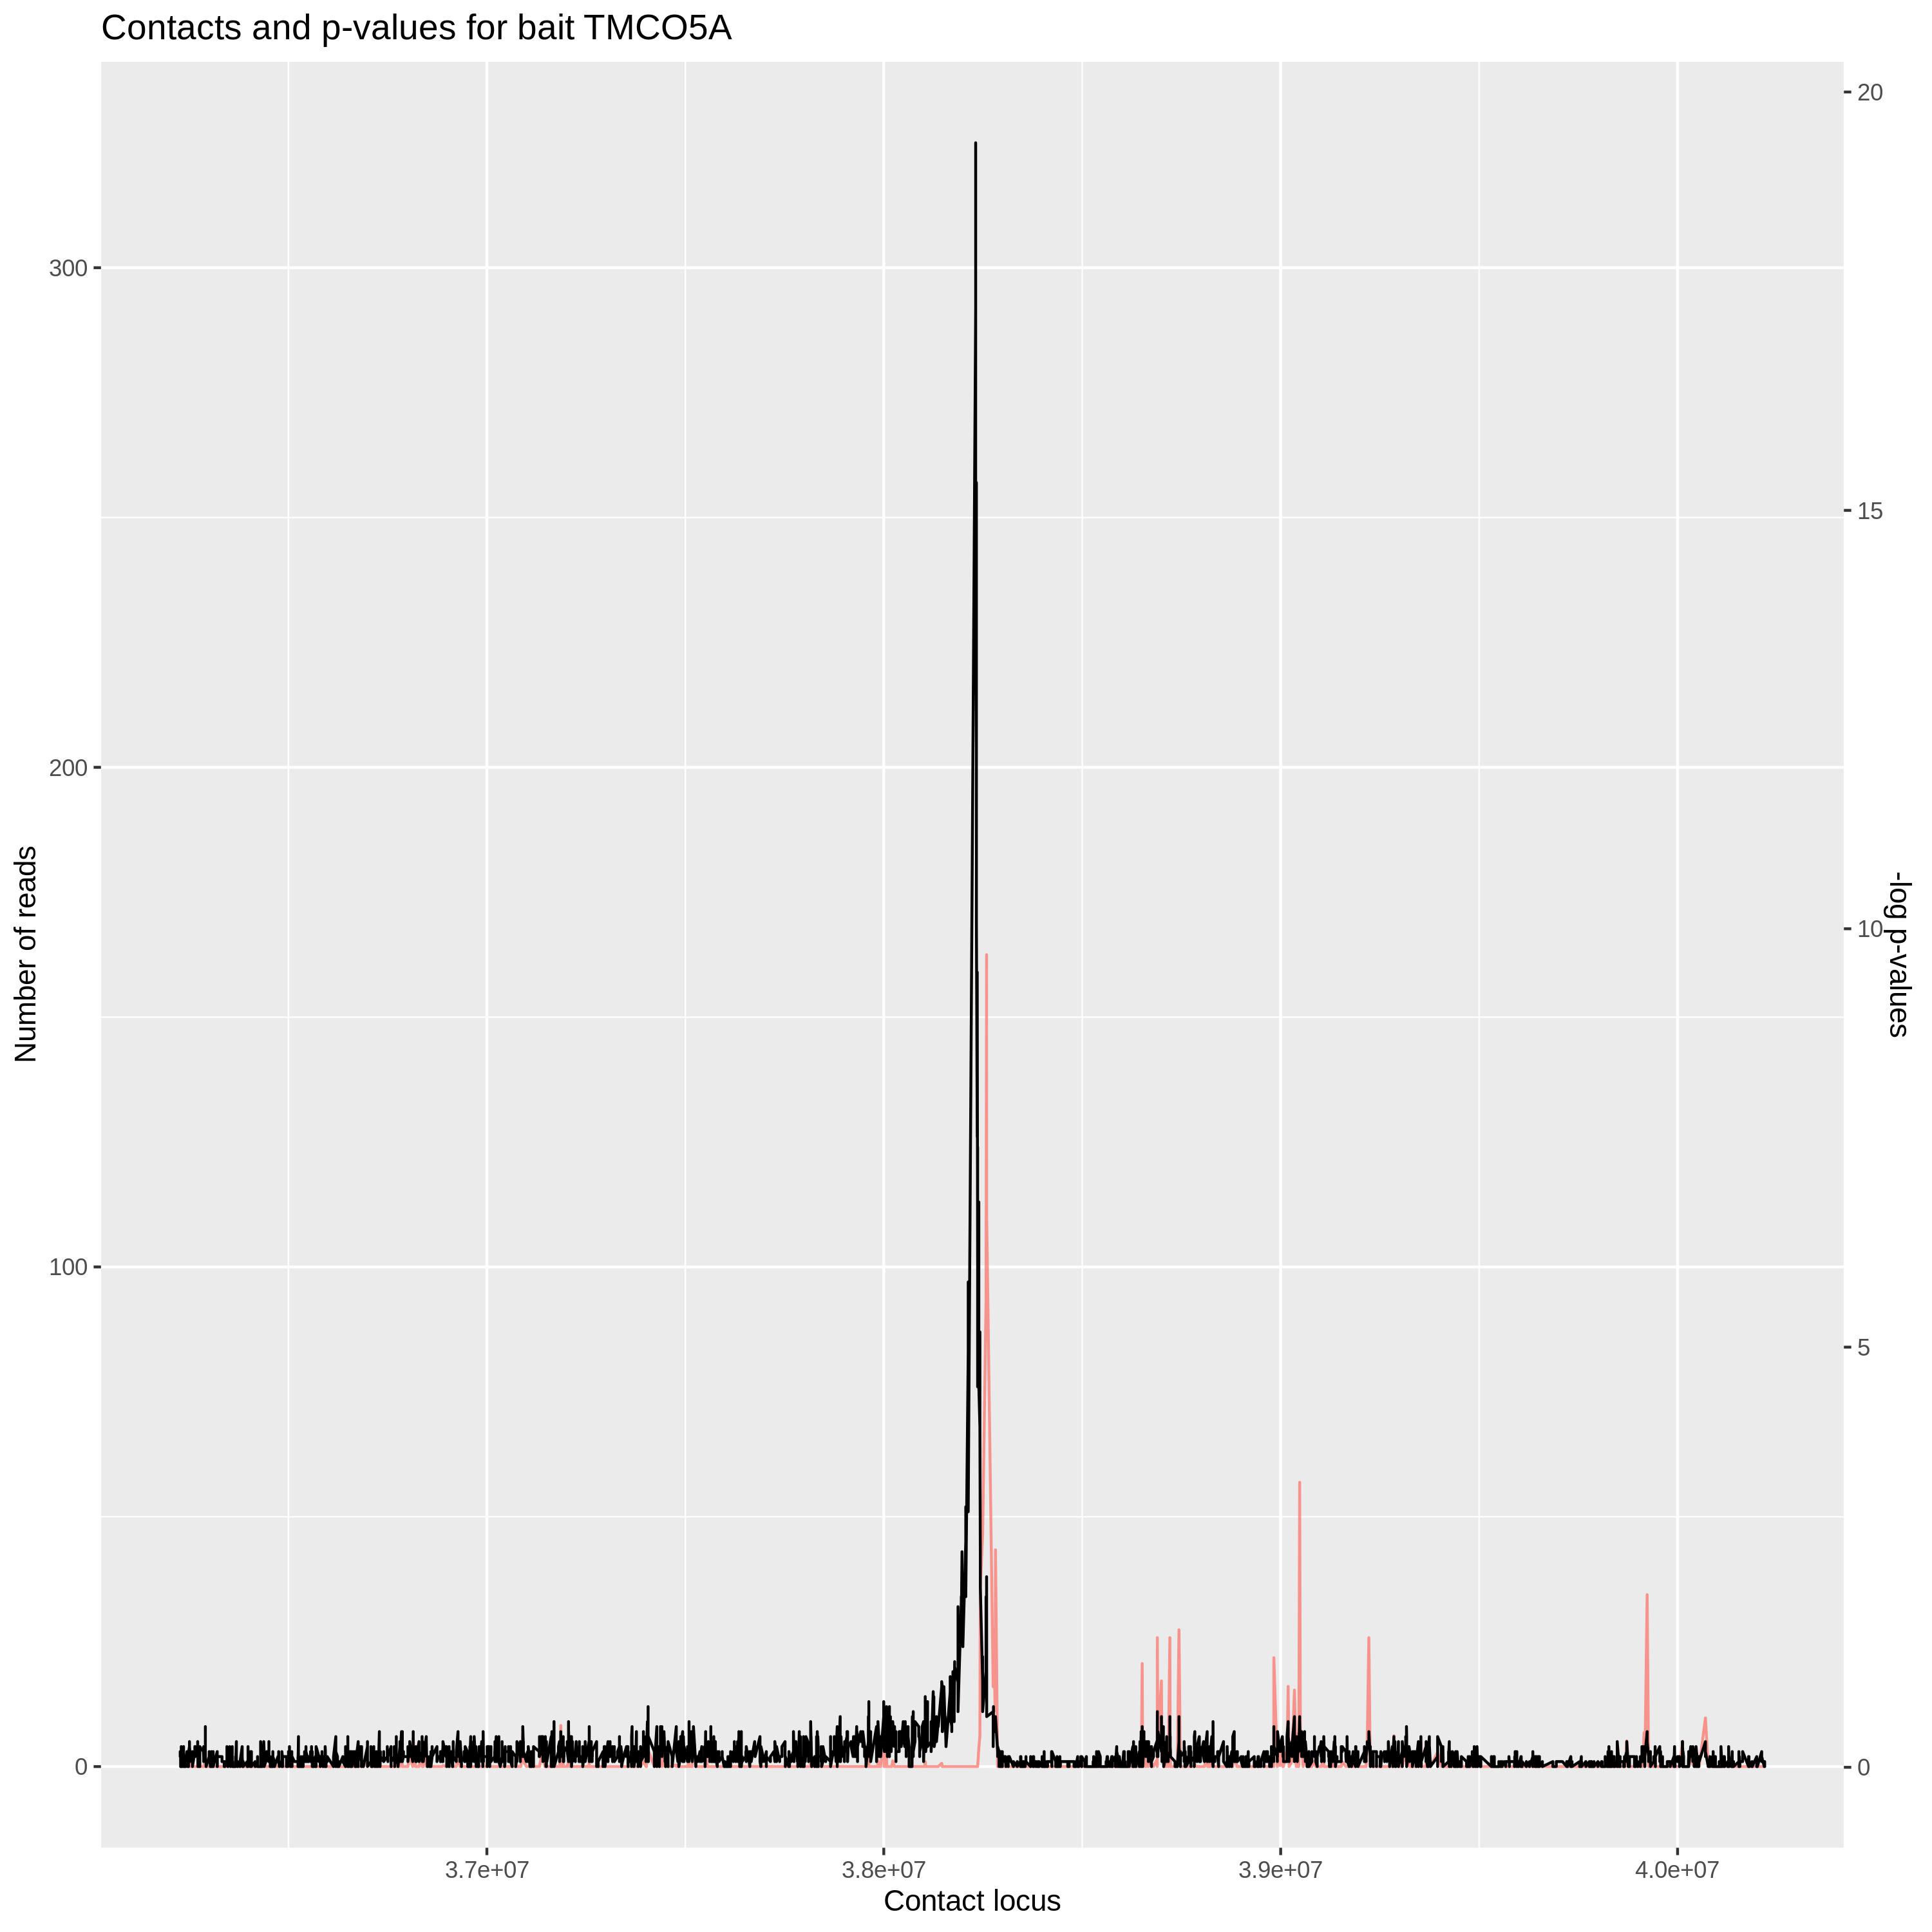 Contacts and p-values for bait TMCO5A
300
200
100
0
Number of reads
20
15
10
5
0
-log p-values
3.7e+07
3.8e+07
3.9e+07
4.0e+07
Contact locus